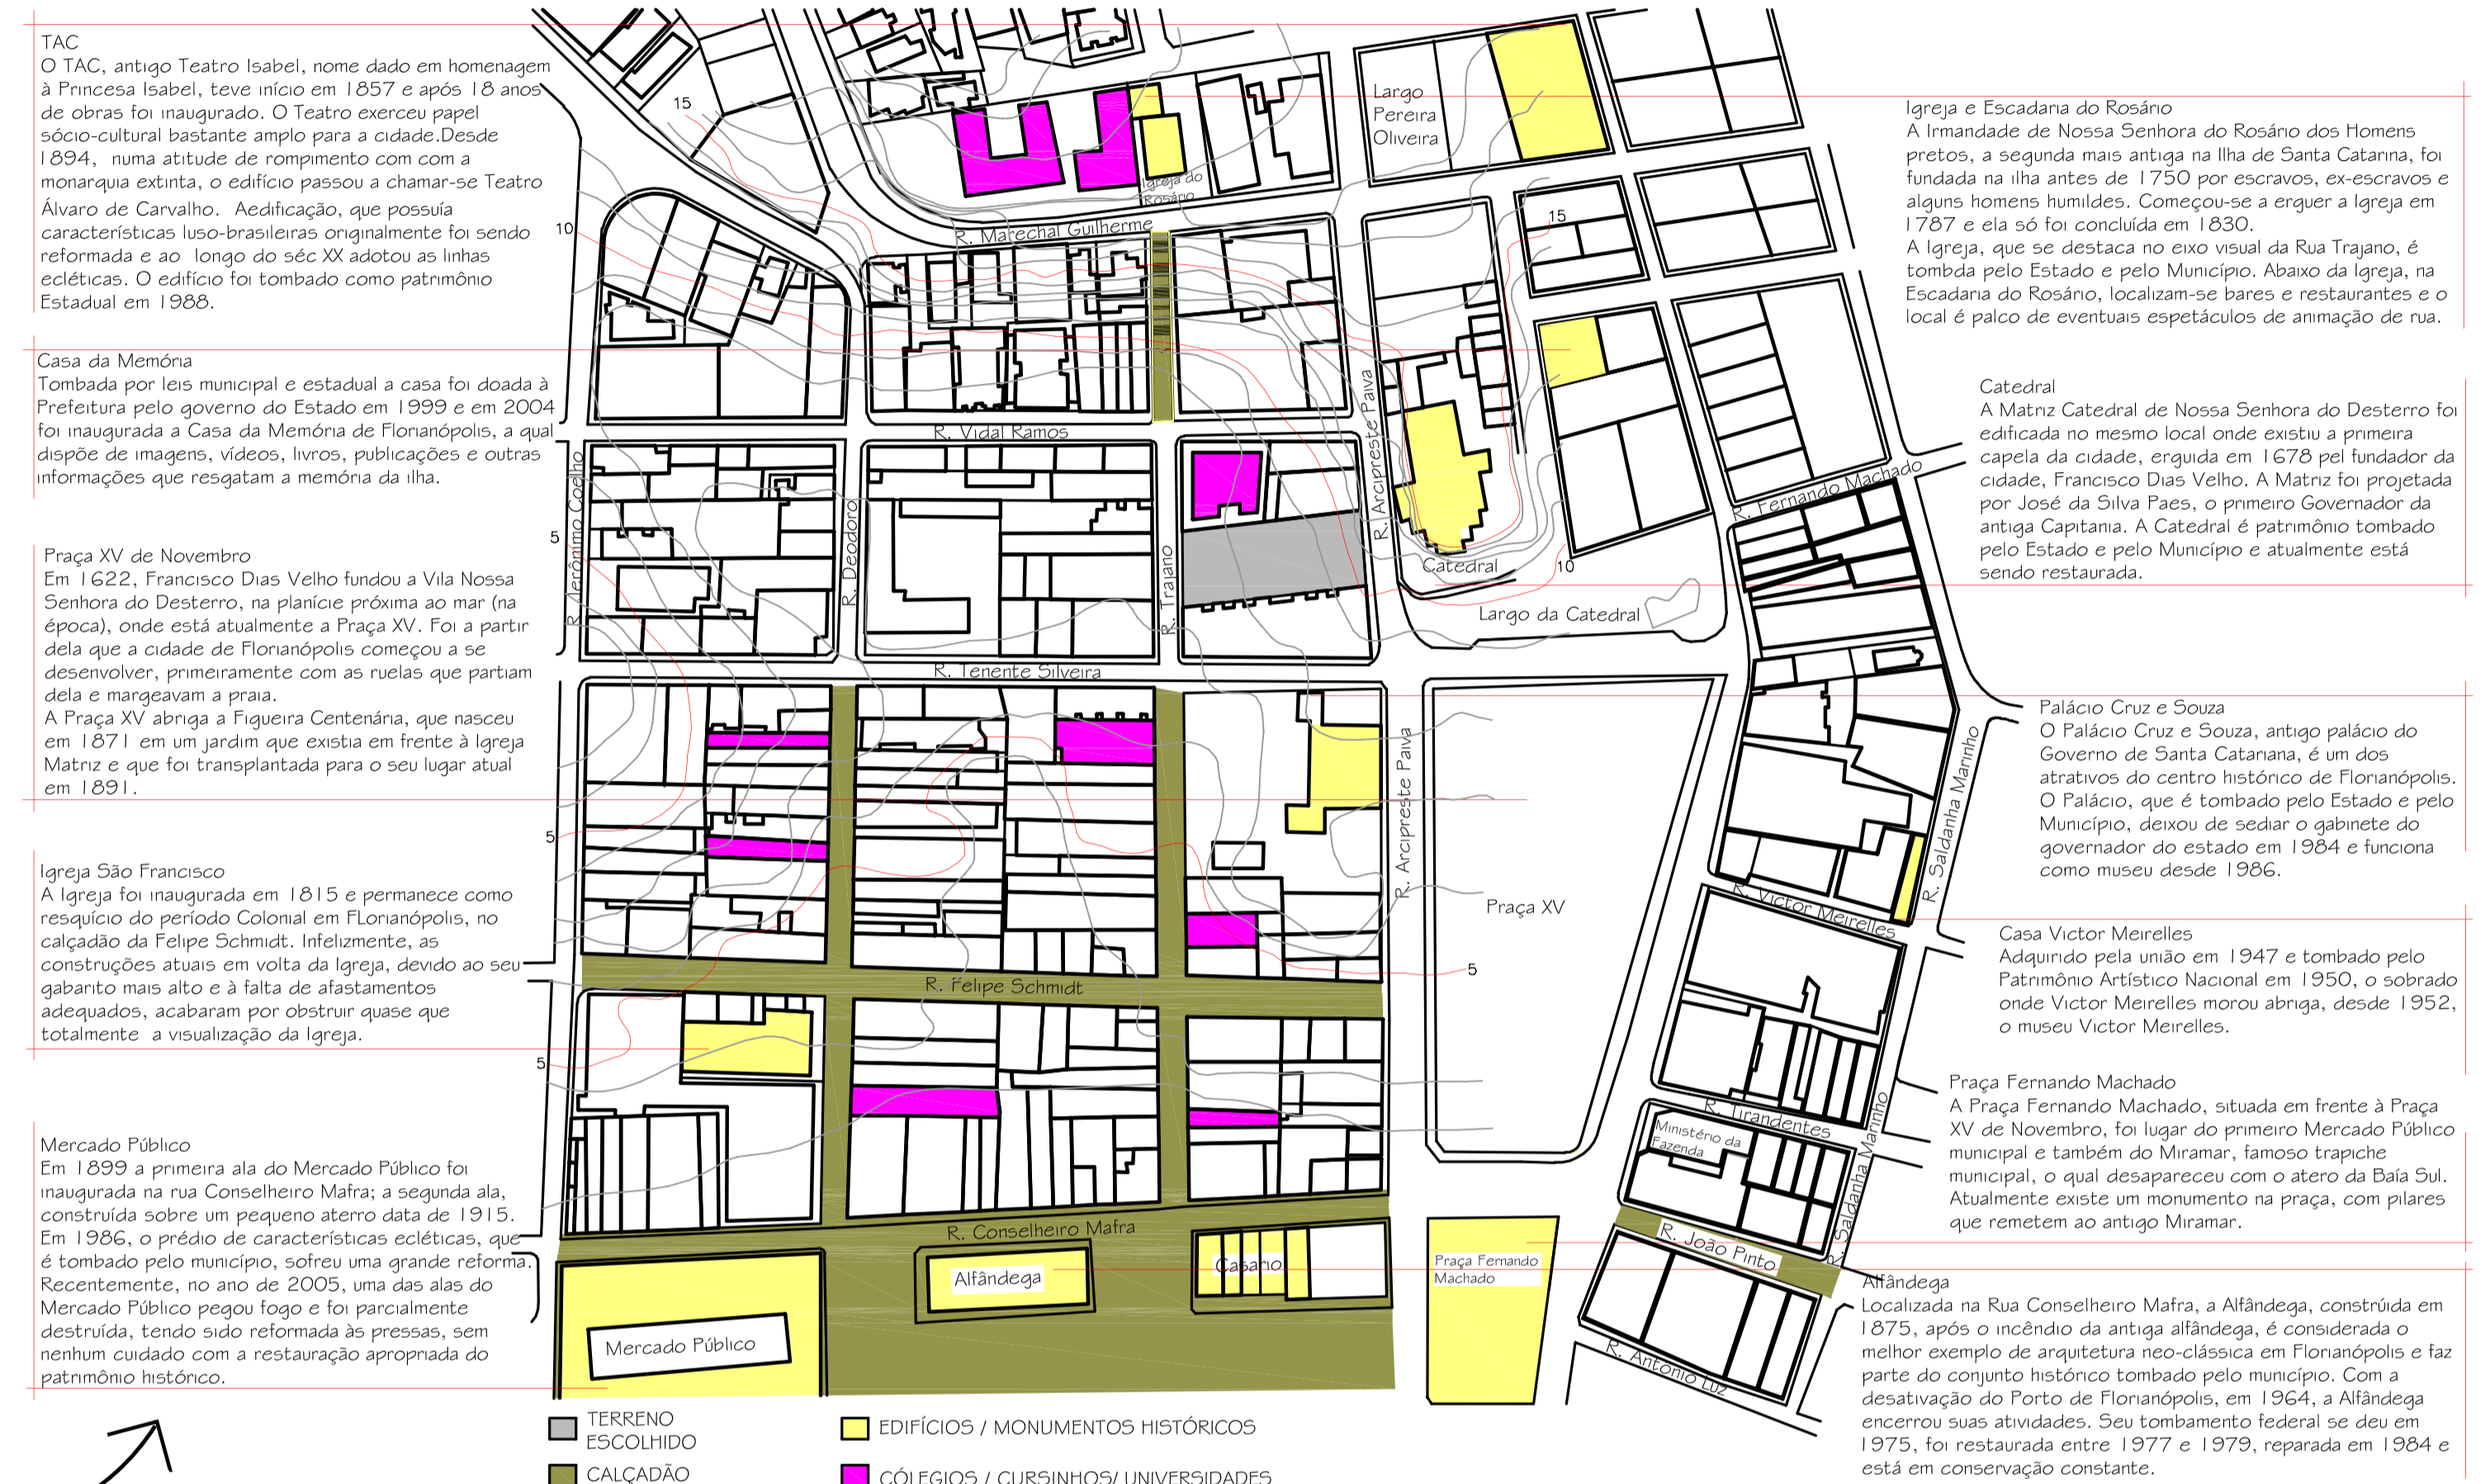 TAC
O TAC, antigo Teatro Isabel, nome dado em homenagem
à Princesa Isabel, teve início em 1857 e após 18 anos
de obras foi inaugurado. O Teatro exerceu papel
sócio-cultural bastante amplo para a cidade.Desde
1894, numa atitude de rompimento com com a
monarquia extinta, o edifício passou a chamar-se Teatro
Álvaro de Carvalho. Aedificação, que possuía
características luso-brasileiras originalmente foi sendo
reformada e ao longo do séc XX adotou as linhas
ecléticas. O edifício foi tombado como patrimônio
Estadual em 1988.
Casa da Memória
Tombada por leis municipal e estadual a casa foi doada à
Prefeitura pelo governo do Estado em 1999 e em 2004
foi inaugurada a Casa da Memória de Florianópolis, a qual
dispõe de imagens, vídeos, livros, publicações e outras
informações que resgatam a memória da ilha.
Praça XV de Novembro
Em 1622, Francisco Dias Velho fundou a Vila Nossa
Senhora do Desterro, na planície próxima ao mar (na
época), onde está atualmente a Praça XV. Foi a partir
dela que a cidade de Florianópolis começou a se
desenvolver, primeiramente com as ruelas que partiam
dela e margeavam a praia.
A Praça XV abriga a Figueira Centenária, que nasceu
em 1871 em um jardim que existia em frente à Igreja
Matriz e que foi transplantada para o seu lugar atual
em 1891.
Igreja São Francisco
A Igreja foi inaugurada em 1815 e permanece como
resquício do período Colonial em FLorianópolis, no
calçadão da Felipe Schmidt. Infelizmente, as
construções atuais em volta da Igreja, devido ao seu
gabarito mais alto e à falta de afastamentos
adequados, acabaram por obstruir quase que
totalmente a visualização da Igreja.
Mercado Público
Em 1899 a primeira ala do Mercado Público foi
inaugurada na rua Conselheiro Mafra; a segunda ala,
construída sobre um pequeno aterro data de 1915.
Em 1986, o prédio de características ecléticas, que
é tombado pelo município, sofreu uma grande reforma.
Recentemente, no ano de 2005, uma das alas do
Mercado Público pegou fogo e foi parcialmente
destruída, tendo sido reformada às pressas, sem
nenhum cuidado com a restauração apropriada do
patrimônio histórico.
15
10
5
5
5
Largo
Pereira
Oliveira
Igreja do
Rosário
R. Marechal Guilherme
15
R. Vidal Ramos
R. Jerônimo Coelho
R. Deodoro
R. Trajano
R. Arcipreste Paiva
Catedral
10
Largo da Catedral
R. Fernando Machado
R. Tenente Silveira
R. Arcipreste Paiva
Praça XV
5
R. Saldanha Marinho
R. Victor Meirelles
R. Felipe Schmidt
R. Tirandentes
Ministério da
Fazenda
R. Saldanha Marinho
R. Conselheiro Mafra
R. João Pinto
Alfândega
Casario
Praça Fernando
Machado
Mercado Público
R. Antonio Luz
Igreja e Escadaria do Rosário
A Irmandade de Nossa Senhora do Rosário dos Homens
pretos, a segunda mais antiga na Ilha de Santa Catarina, foi
fundada na ilha antes de 1750 por escravos, ex-escravos e
alguns homens humildes. Começou-se a erguer a Igreja em
1787 e ela só foi concluída em 1830.
A Igreja, que se destaca no eixo visual da Rua Trajano, é
tombda pelo Estado e pelo Município. Abaixo da Igreja, na
Escadaria do Rosário, localizam-se bares e restaurantes e o
local é palco de eventuais espetáculos de animação de rua.
Catedral
A Matriz Catedral de Nossa Senhora do Desterro foi
edificada no mesmo local onde existiu a primeira
capela da cidade, erguida em 1678 pel fundador da
cidade, Francisco Dias Velho. A Matriz foi projetada
por José da Silva Paes, o primeiro Governador da
antiga Capitania. A Catedral é patrimônio tombado
pelo Estado e pelo Município e atualmente está
sendo restaurada.
Palácio Cruz e Souza
O Palácio Cruz e Souza, antigo palácio do
Governo de Santa Catariana, é um dos
atrativos do centro histórico de Florianópolis.
O Palácio, que é tombado pelo Estado e pelo
Município, deixou de sediar o gabinete do
governador do estado em 1984 e funciona
como museu desde 1986.
Casa Victor Meirelles
Adquirido pela união em 1947 e tombado pelo
Patrimônio Artístico Nacional em 1950, o sobrado
onde Victor Meirelles morou abriga, desde 1952,
o museu Victor Meirelles.
Praça Fernando Machado
A Praça Fernando Machado, situada em frente à Praça
XV de Novembro, foi lugar do primeiro Mercado Público
municipal e também do Miramar, famoso trapiche
municipal, o qual desapareceu com o atero da Baía Sul.
Atualmente existe um monumento na praça, com pilares
que remetem ao antigo Miramar.
Alfândega
Localizada na Rua Conselheiro Mafra, a Alfândega, constrúida em
1875, após o incêndio da antiga alfândega, é considerada o
melhor exemplo de arquitetura neo-clássica em Florianópolis e faz
parte do conjunto histórico tombado pelo município. Com a
desativação do Porto de Florianópolis, em 1964, a Alfândega
encerrou suas atividades. Seu tombamento federal se deu em
1975, foi restaurada entre 1977 e 1979, reparada em 1984 e
está em conservação constante.
TERRENO
ESCOLHIDO
EDIFÍCIOS / MONUMENTOS HISTÓRICOS
CALÇADÃO
CÓLEGIOS / CURSINHOS/ UNIVERSIDADES